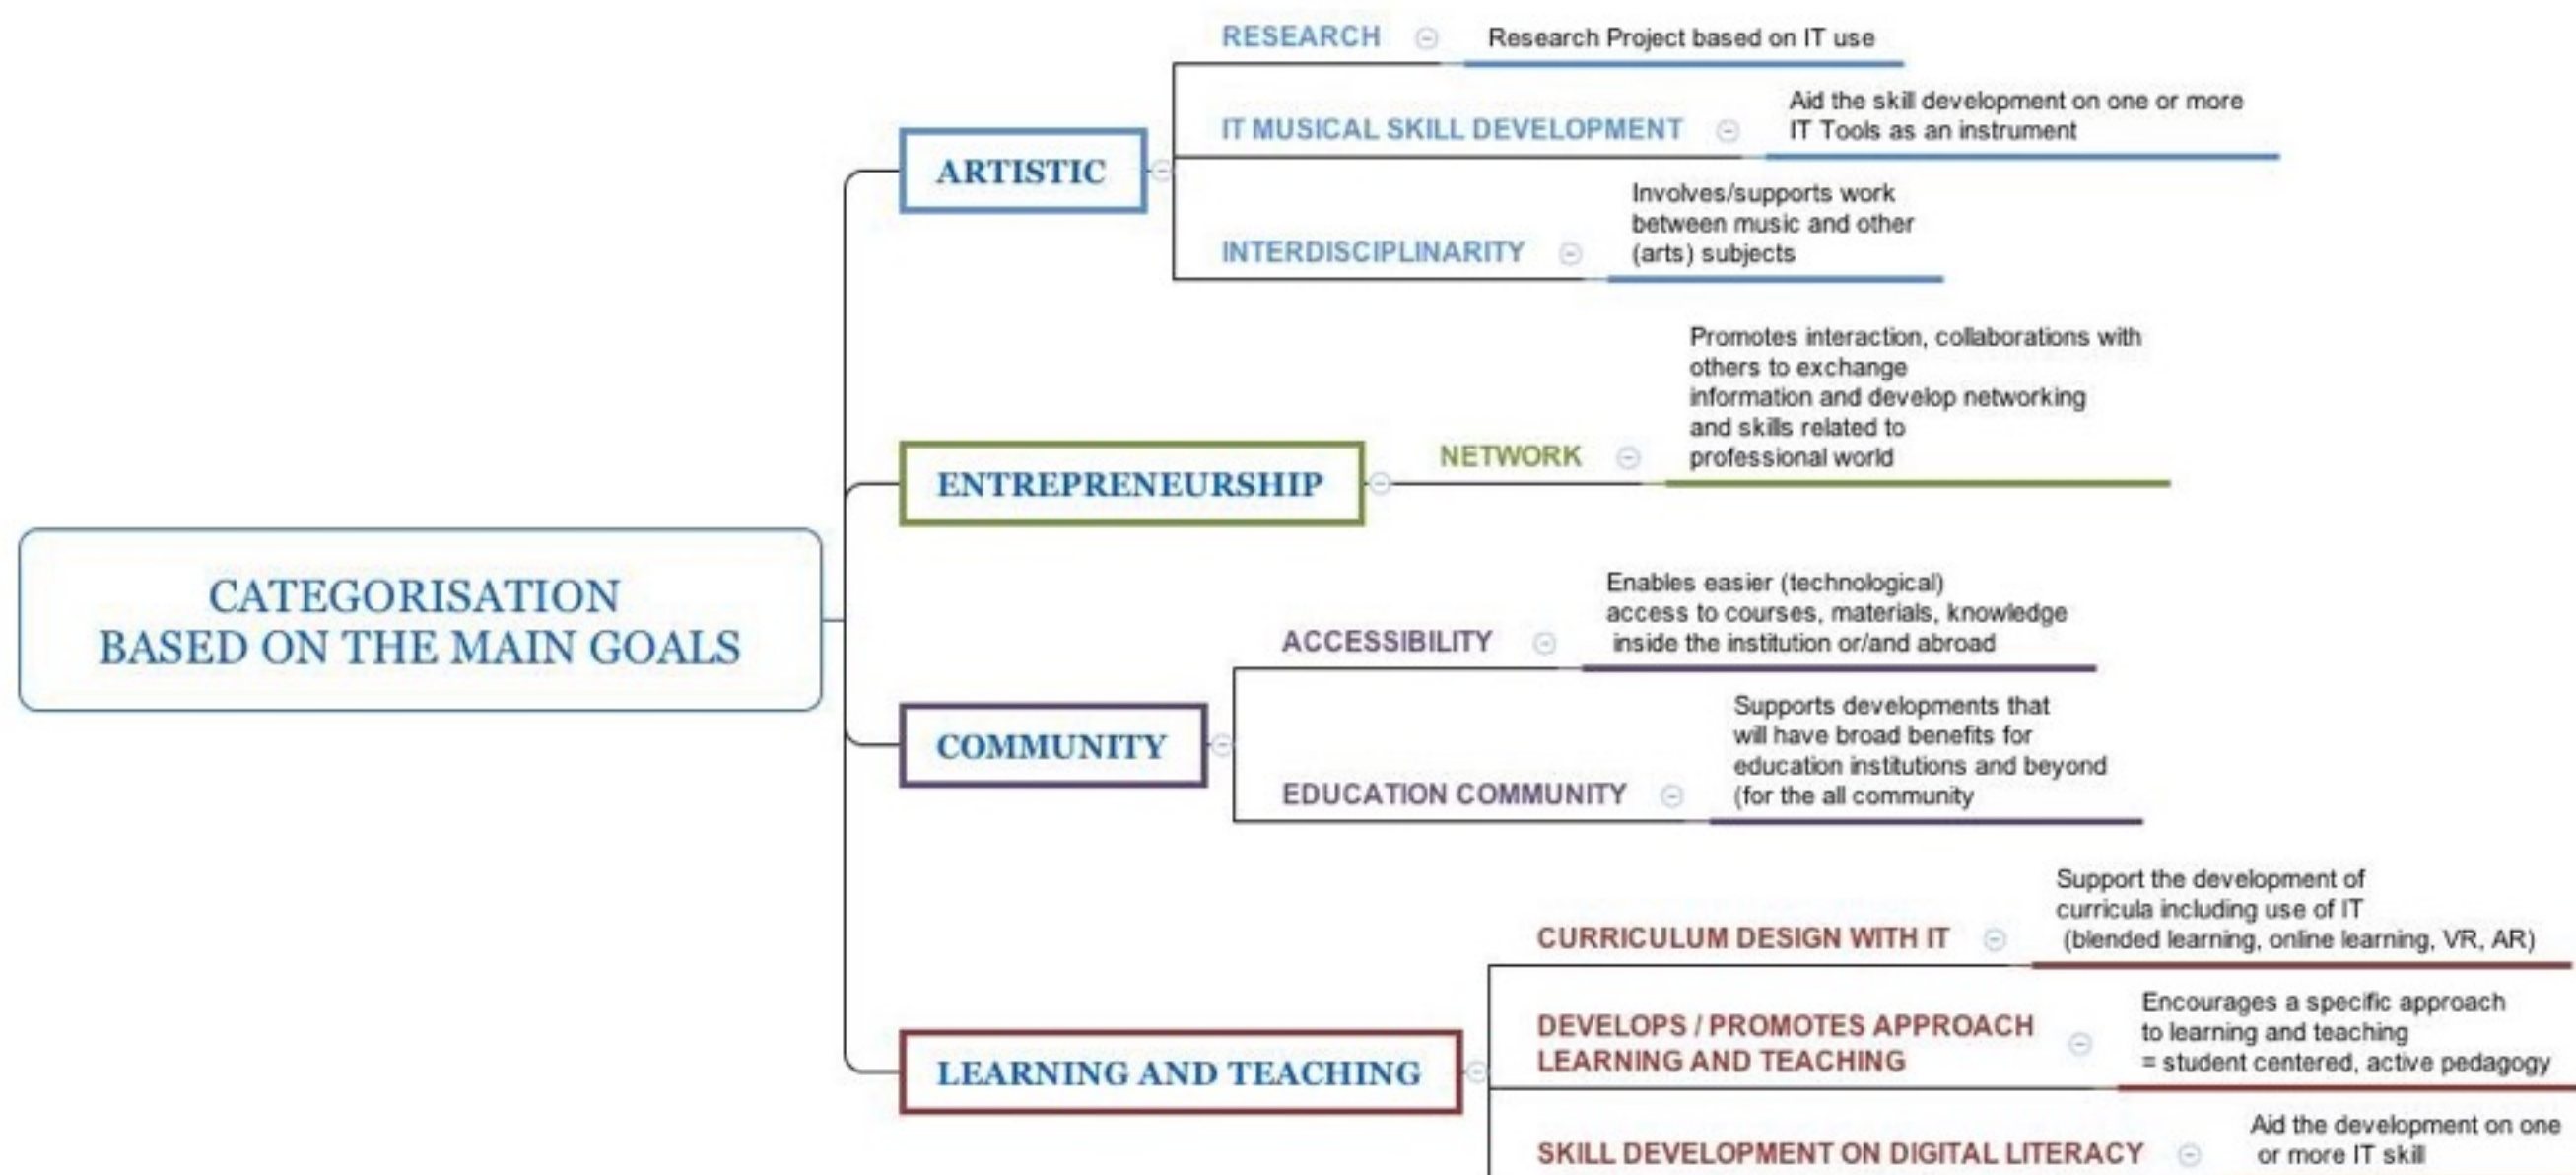 CATEGORISATION
BASED ON THE MAIN GOALS
ARTISTIC
RESEARCH
Research Project based on IT use
IT MUSICAL SKILL DEVELOPMENT
Aid the skill development on one or more
IT Tools as an instrument
INTERDISCIPLINARITY
Involves/supports work
between music and other
(arts) subjects
ENTREPRENEURSHIP
NETWORK
Promotes interaction, collaborations with
others to exchange
information and develop networking
and skills related to
professional world
COMMUNITY
ACCESSIBILITY
Enables easier (technological)
access to courses, materials, knowledge
inside the institution or/and abroad
EDUCATION COMMUNITY
Supports developments that
will have broad benefits for
education institutions and beyond
(for the all community
LEARNING AND TEACHING
CURRICULUM DESIGN WITH IT
Support the development of
curricula including use of IT
(blended learning, online learning, VR, AR)
DEVELOPS / PROMOTES APPROACH
LEARNING AND TEACHING
Encourages a specific approach
to learning and teaching
= student centered, active pedagogy
SKILL DEVELOPMENT ON DIGITAL LITERACY
Aid the development on one
or more IT skill